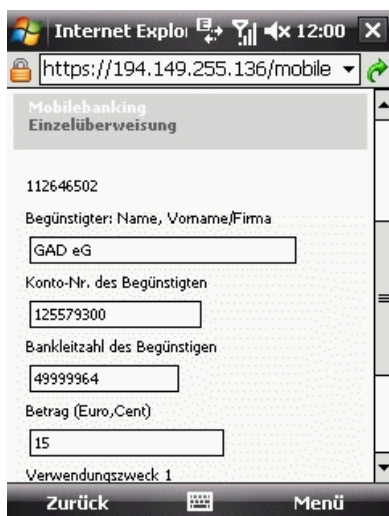 Internet Explo 12:00
https://194.149.255.136/mobile
Mobilebanking
Einzelüberweisung
112646502
Begünstigter: Name, Vorname/Firma
GAD eG
Konto-Nr. des Begünstigten
125579300
Bankleitzahl des Begünstigen
49999964
Betrag (Euro,Cent)
15
Verwendungszweck 1
Zurück Menü